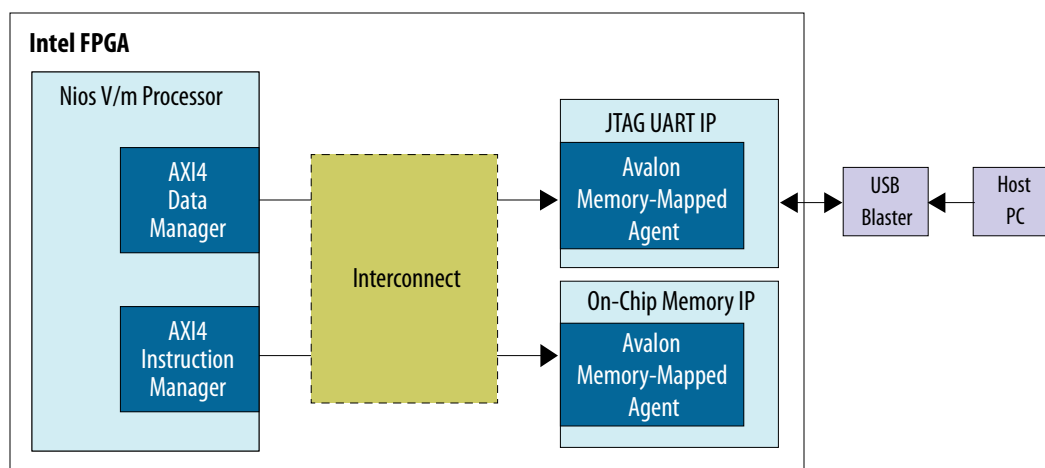 Intel FPGA
Nios V/m Processor
AXI4
Data
Manager
AXI4
Instruction
Manager
Interconnect
JTAG UART IP
Avalon
Memory-Mapped
Agent
On-Chip Memory IP
Avalon
Memory-Mapped
Agent
USB
Blaster
Host
PC